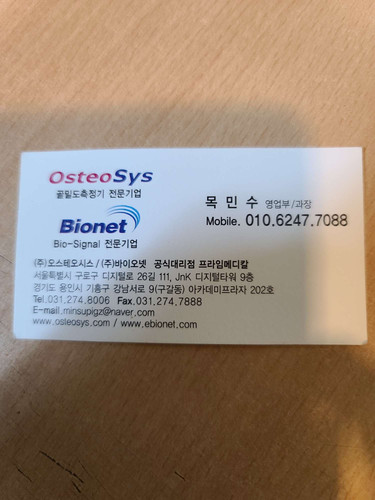 OsteoSys
골밀도측정기 전문기업
Bionet
Bio-Signal 전문기업
목 민 수 영업부/과장
Mobile. 010.6247.7088
(주)오스테오시스 / (주)바이오넷 공식대리점 프라임메디칼
서울특별시 구로구 디지털로 26길 111, JnK 디지털타워 9층
경기도 용인시 기흥구 강남서로 9(구갈동) 아카데미프라자 202호
Tel.031.274.8006 Fax.031.274.7888
E-mail.minsupigz@naver.com
www.osteosys.com / www.ebionet.com